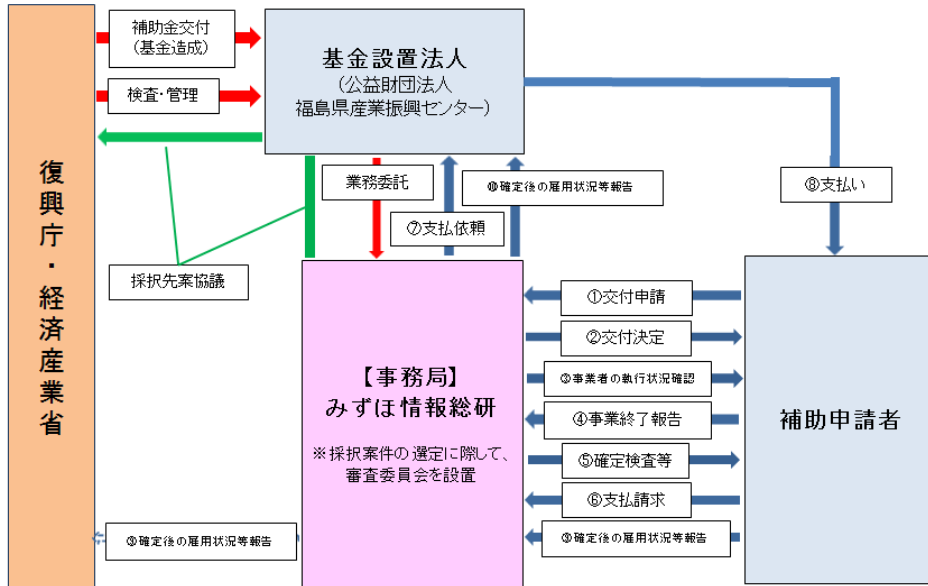 補助金交付
(基金造成)
検査・管理
基金設置法人
(公益財団法人
福島県産業振興センター)
復興庁・経済産業省
業務委託
⑩確定後の雇用状況等報告
⑧支払い
⑦支払依頼
採択先案協議
【事務局】
みずほ情報総研
※採択案件の選定に際して、
審査委員会を設置
①交付申請
②交付決定
③事業者の執行状況確認
④事業終了報告
⑤確定検査等
⑥支払請求
⑨確定後の雇用状況等報告
補助申請者
⑨確定後の雇用状況等報告